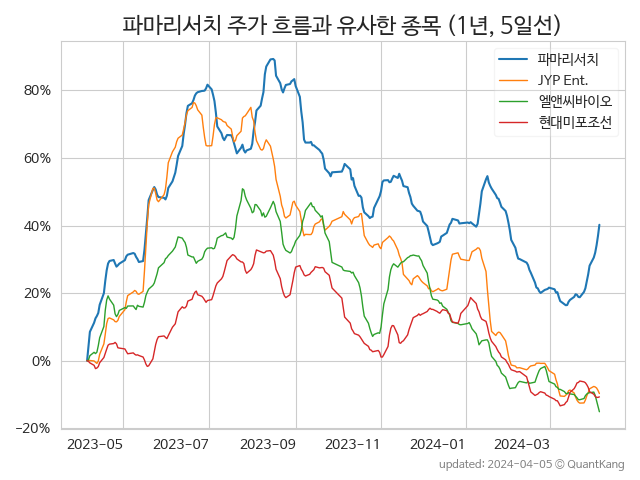 파마리서치 주가 흐름과 유사한 종목 (1년, 5일선)
파마리서치
JYP Ent.
엘앤씨바이오
현대미포조선
80%
60%
40%
20%
0%
−20%
2023-05 2023-07 2023-09 2023-11 2024-01 2024-03
updated: 2024-04-05 © QuantKang